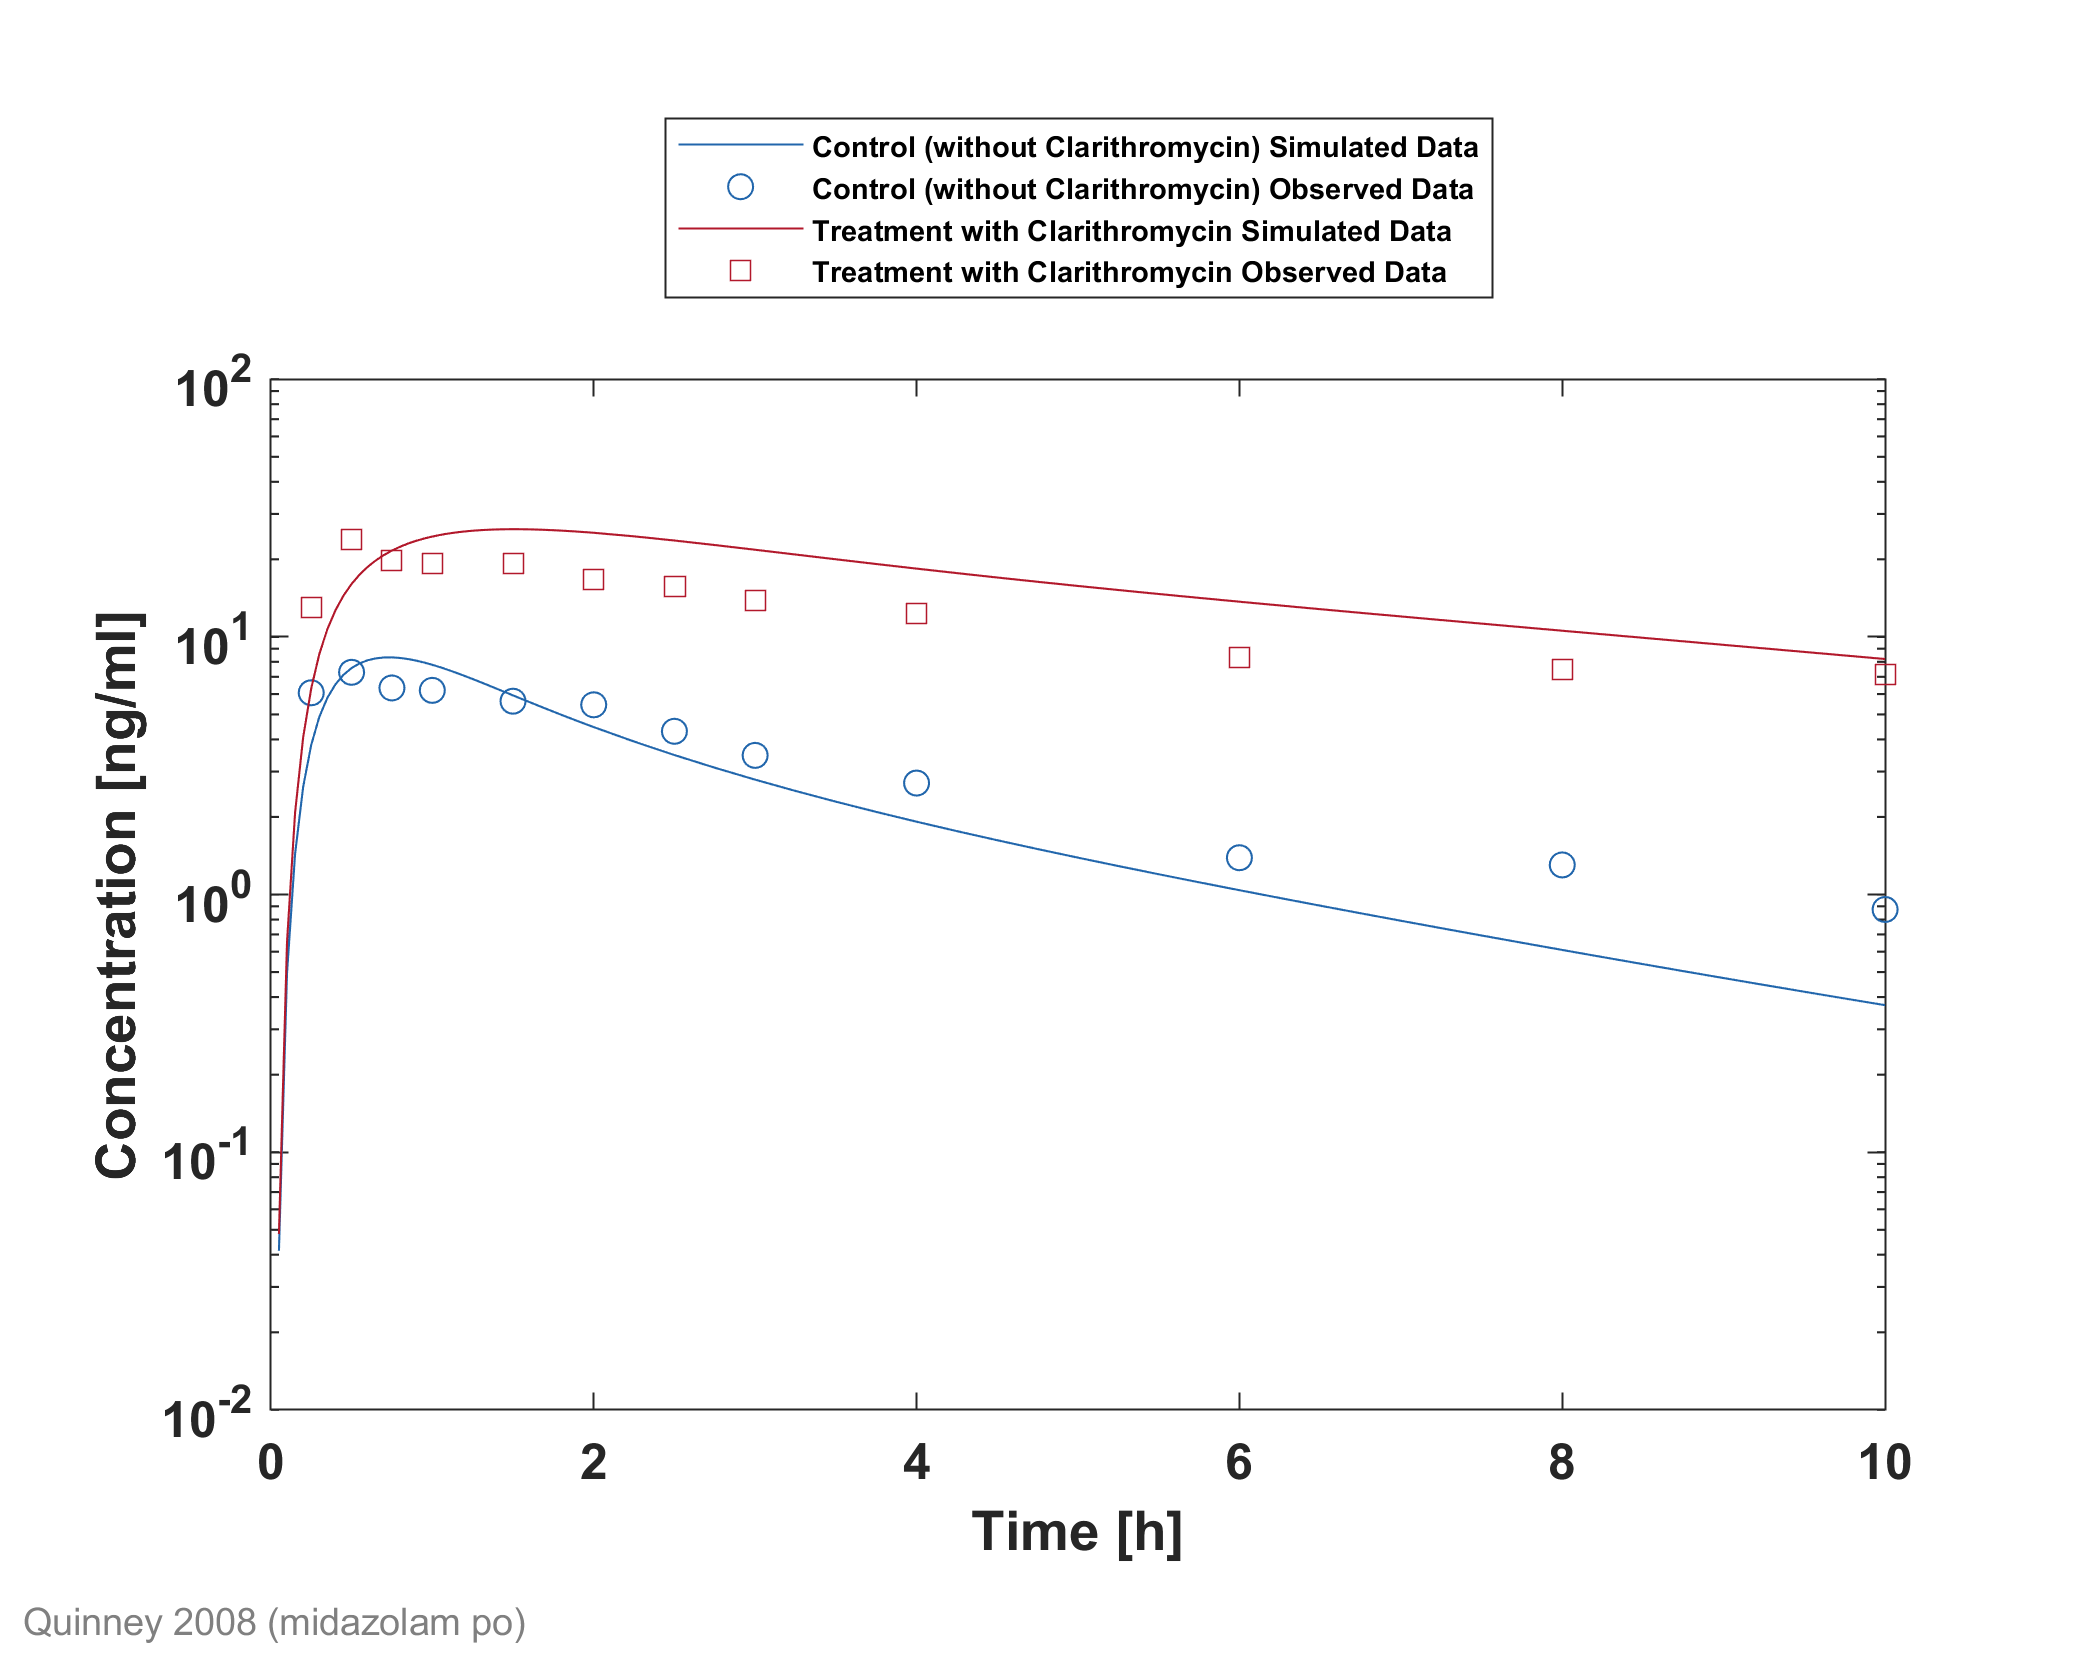 Control (without Clarithromycin) Simulated Data
Control (without Clarithromycin) Observed Data
Treatment with Clarithromycin Simulated Data
Treatment with Clarithromycin Observed Data
10^2
10^1
10^0
10^-1
10^-2
Concentration [ng/ml]
0 2 4 6 8 10
Time [h]
Quinney 2008 (midazolam po)